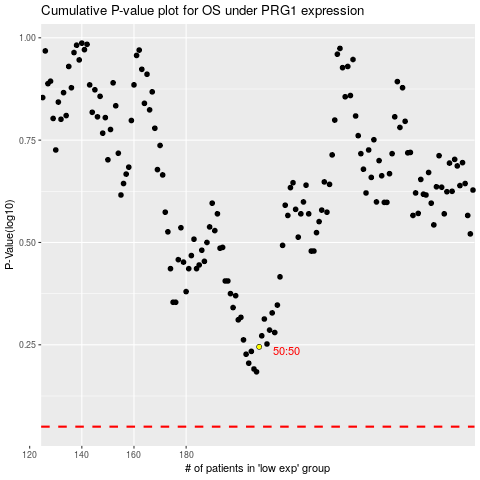 Cumulative P-value plot for OS under PRG1 expression
1.00
0.75
0.50
0.25
P-Value(log10)
50:50
120 140 160 180
# of patients in 'low exp' group